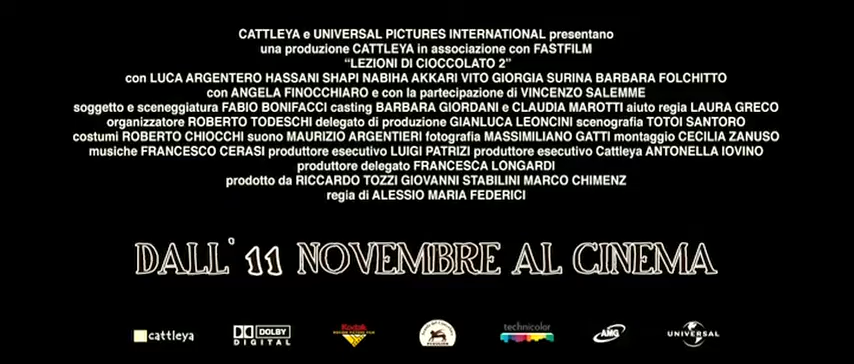 CATTLEYA e UNIVERSAL PICTURES INTERNATIONAL presentano
una produzione CATTLEYA in associazione con FASTFILM
“LEZIONI DI CIOCCOLATO 2”
con LUCA ARGENTERO HASSANI SHAPI NABIHA AKKARI VITO GIORGIA SURINA BARBARA FOLCHITTO
con ANGELA FINOCCHIARO e con la partecipazione di VINCENZO SALEMME
soggetto e sceneggiatura FABIO BONIFACCI casting BARBARA GIORDANI e CLAUDIA MAROTTI aiuto regia LAURA GRECO
organizzatore ROBERTO TODESCHI delegato di produzione GIANLUCA LEONCINI scenografia TOTOI SANTORO
costumi ROBERTO CHIOCCHI suono MAURIZIO ARGENTIERI fotografia MASSIMILIANO GATTI montaggio CECILIA ZANUSO
musiche FRANCESCO CERASI produttore esecutivo LUIGI PATRIZI produttore esecutivo Cattleya ANTONELLA IOVINO
produttore delegato FRANCESCA LONGARDI
prodotto da RICCARDO TOZZI GIOVANNI STABILINI MARCO CHIMENZ
regia di ALESSIO MARIA FEDERICI
DALL' 11 NOVEMBRE AL CINEMA
cattleya
DOLBY
DIGITAL
Kodak
technicolor
AMG
UNIVERSAL